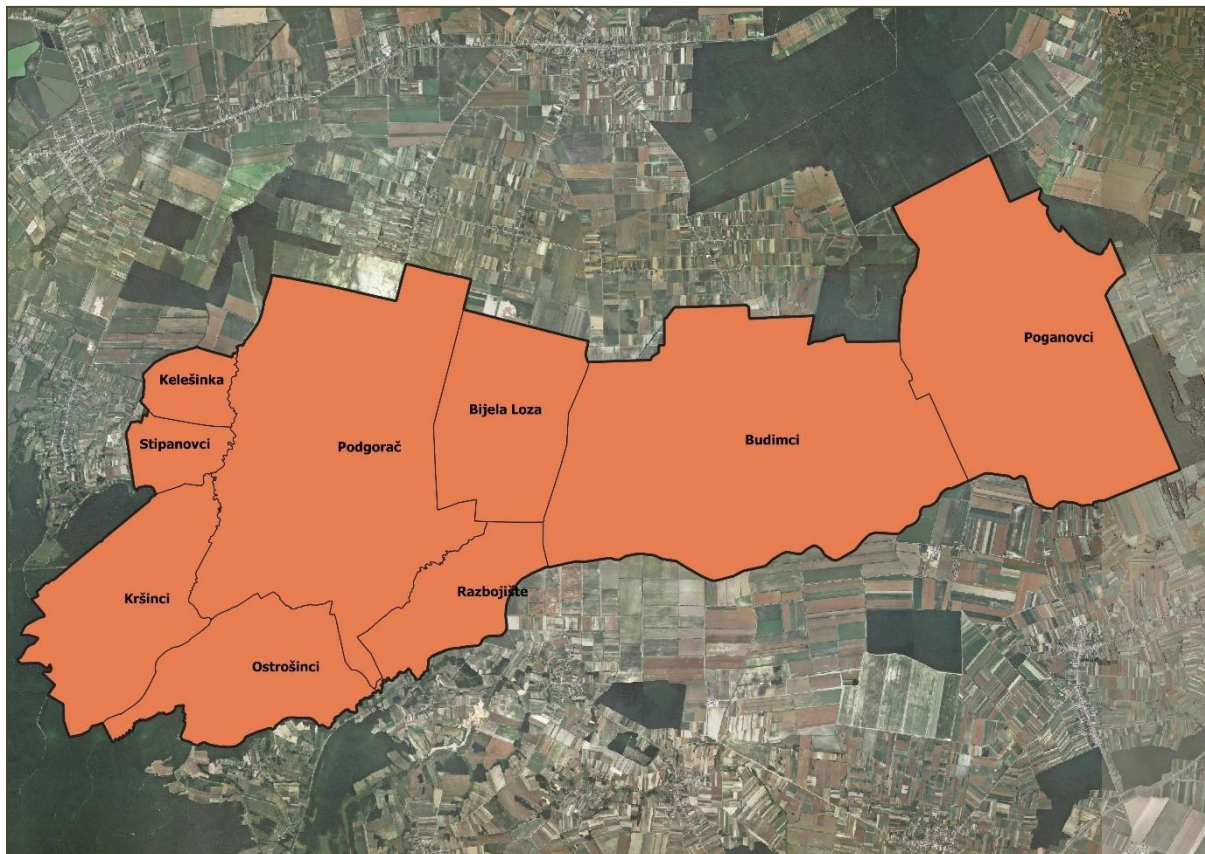 Poganovci
Kelešinka
Bijela Loza
Stipanovci
Podgorač
Budimci
Kršinci
Razbojište
Ostrošinci